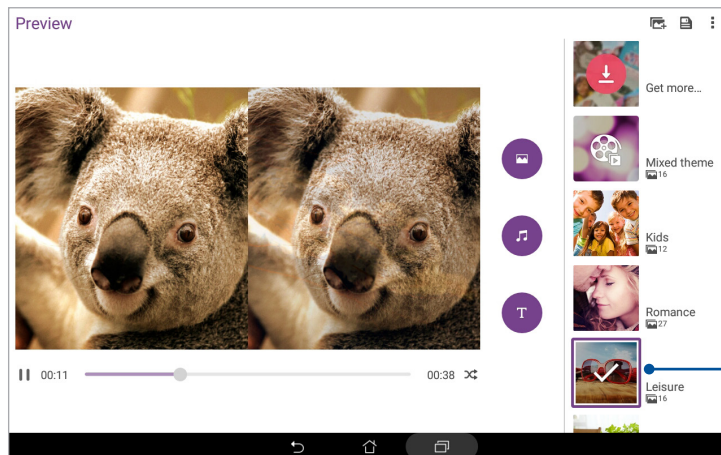 Preview
Get more...
Mixed theme
16
Kids
12
Romance
27
Leisure
16
T
00:11
00:38